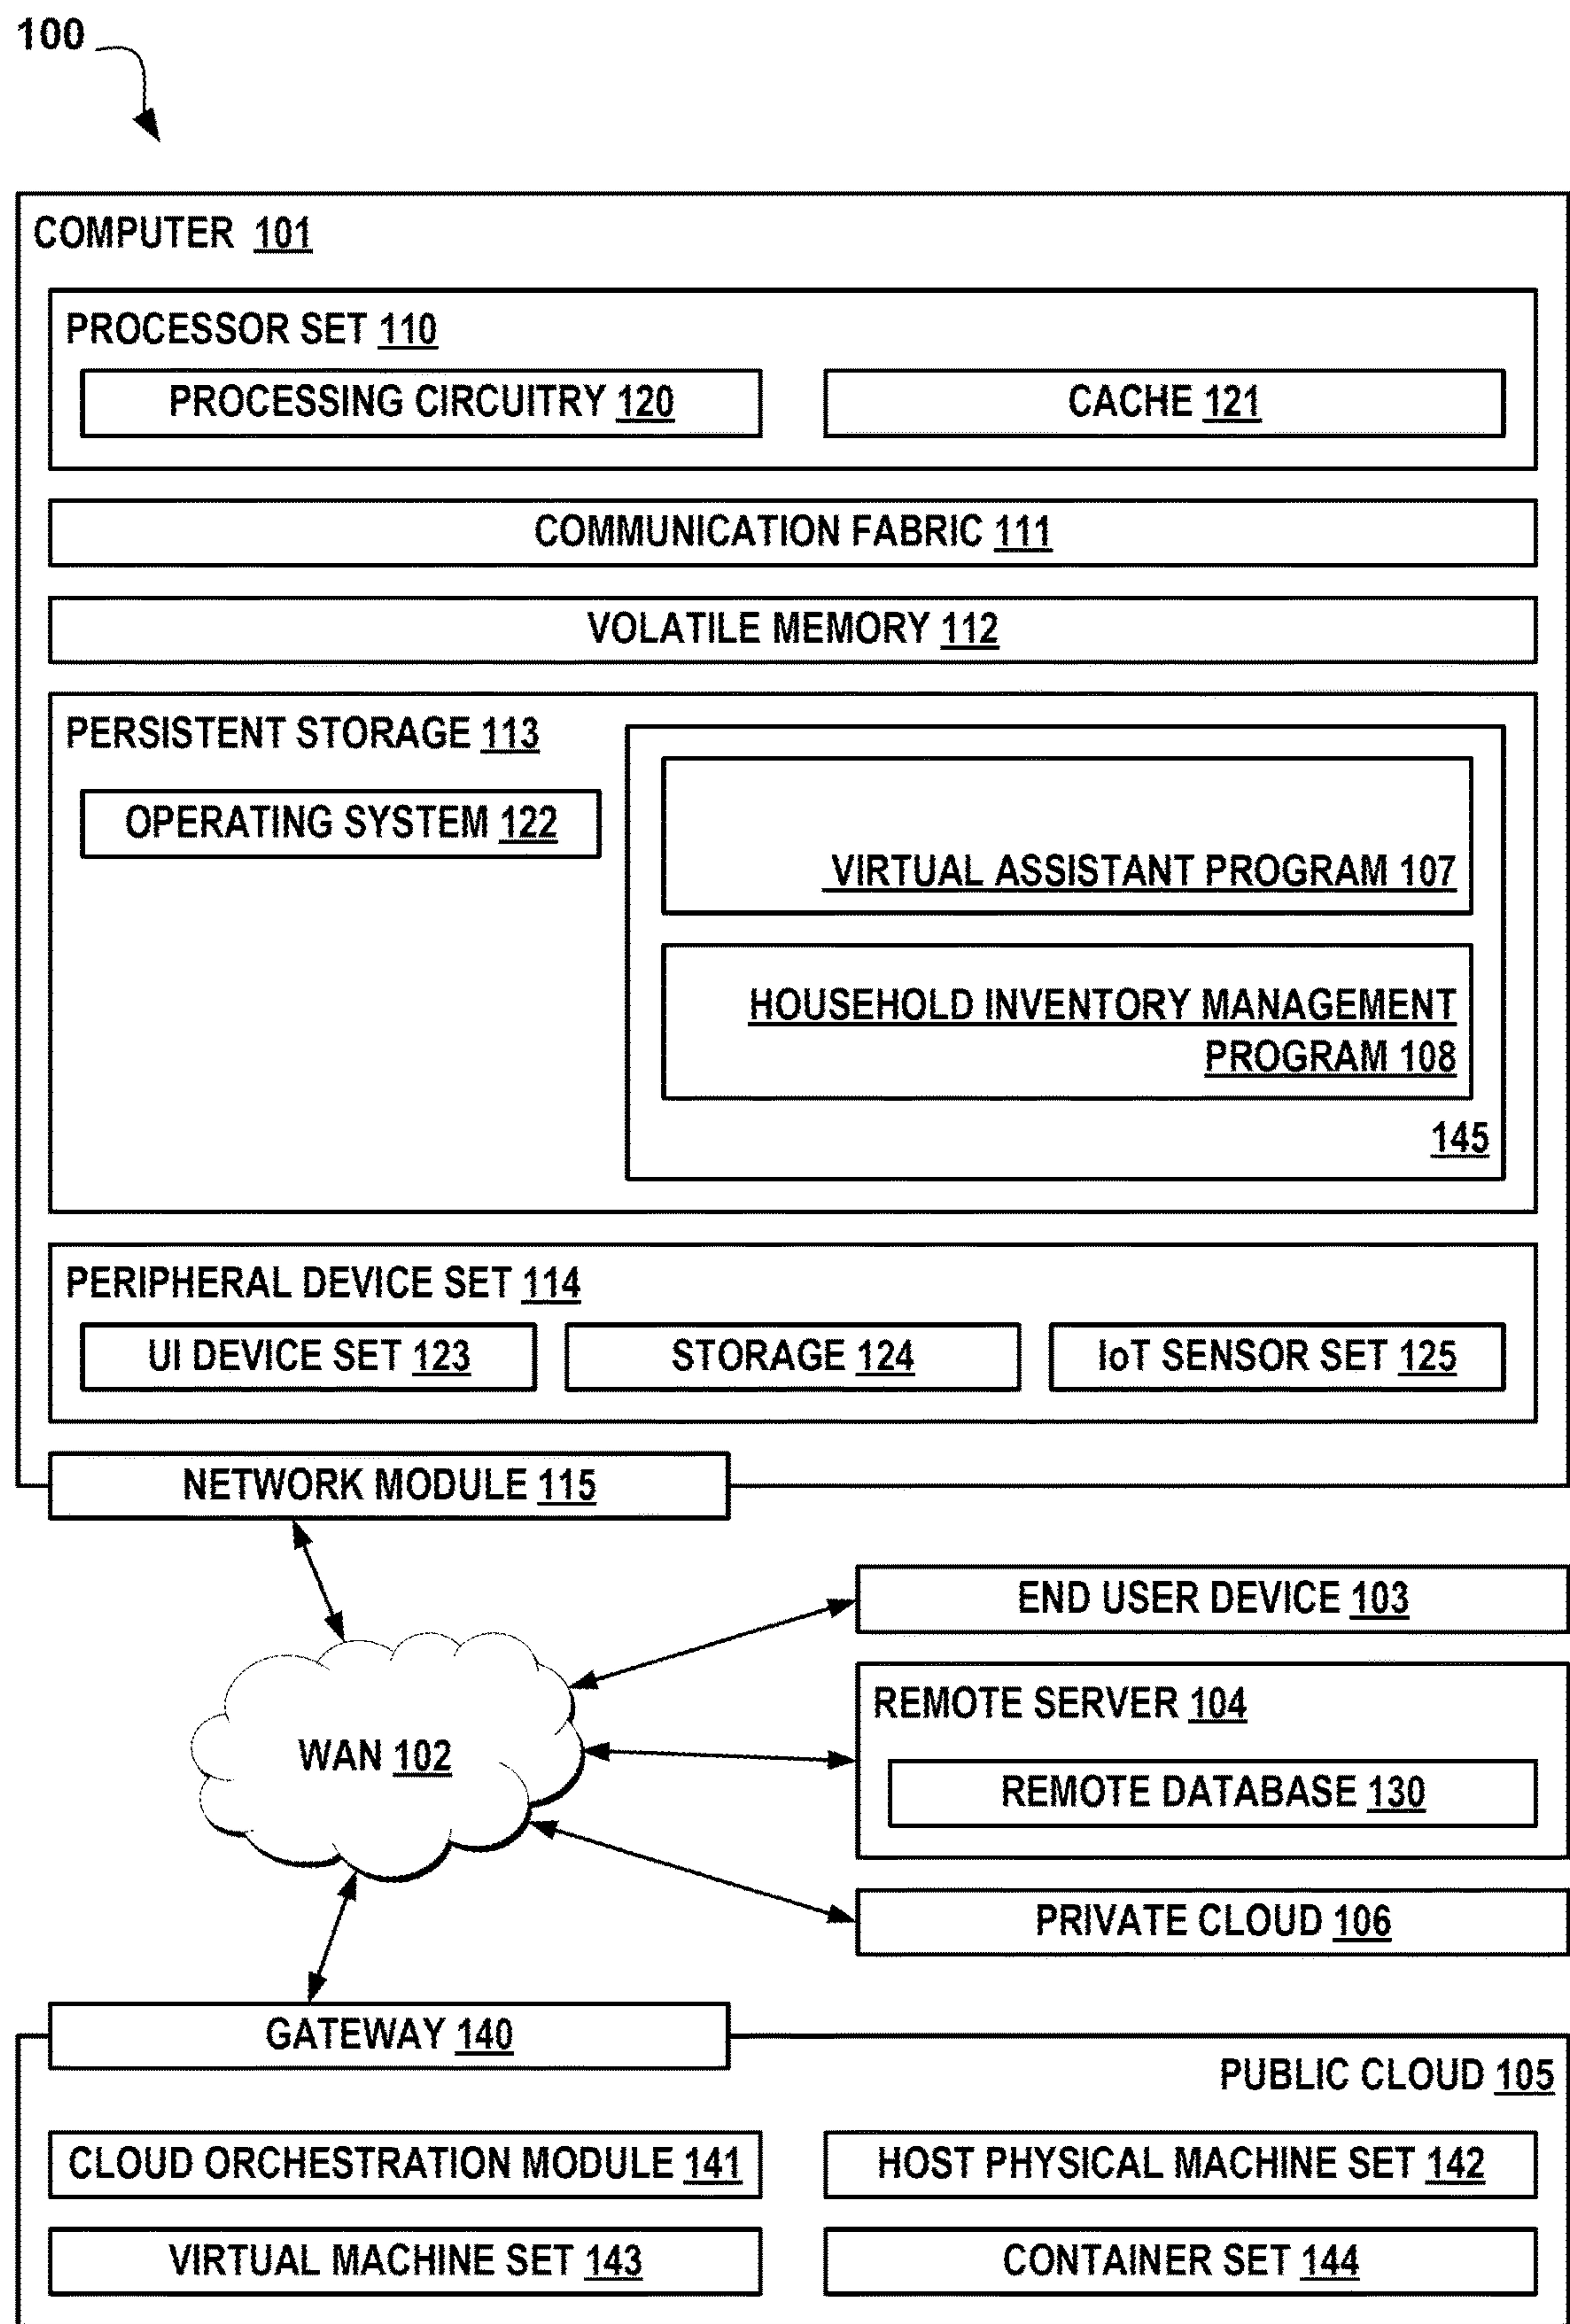 100
COMPUTER 101
PROCESSOR SET 110
PROCESSING CIRCUITRY 120
CACHE 121
COMMUNICATION FABRIC 111
VOLATILE MEMORY 112
PERSISTENT STORAGE 113
OPERATING SYSTEM 122
VIRTUAL ASSISTANT PROGRAM 107
HOUSEHOLD INVENTORY MANAGEMENT
PROGRAM 108
145
PERIPHERAL DEVICE SET 114
UI DEVICE SET 123
STORAGE 124
IoT SENSOR SET 125
NETWORK MODULE 115
END USER DEVICE 103
REMOTE SERVER 104
WAN 102
REMOTE DATABASE 130
PRIVATE CLOUD 106
GATEWAY 140
PUBLIC CLOUD 105
CLOUD ORCHESTRATION MODULE 141
HOST PHYSICAL MACHINE SET 142
VIRTUAL MACHINE SET 143
CONTAINER SET 144